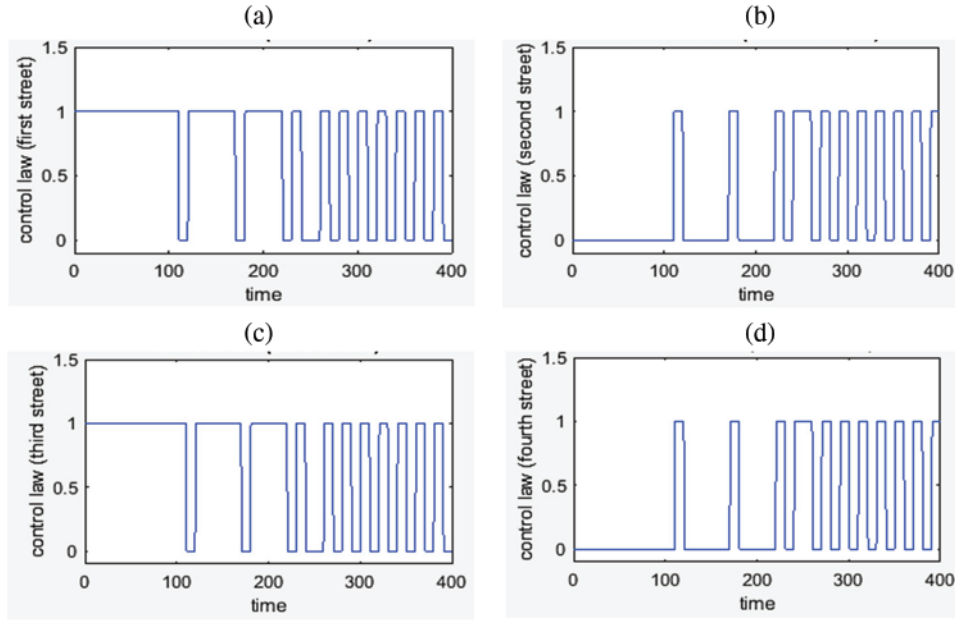 (a)
1.5
1
0.5
0
control law (first street)
0 100 200 300 400
time
(b)
1.5
1
0.5
0
control law (second street)
0 100 200 300 400
time
(c)
1.5
1
0.5
0
control law (third street)
0 100 200 300 400
time
(d)
1.5
1
0.5
0
control law (fourth street)
0 100 200 300 400
time